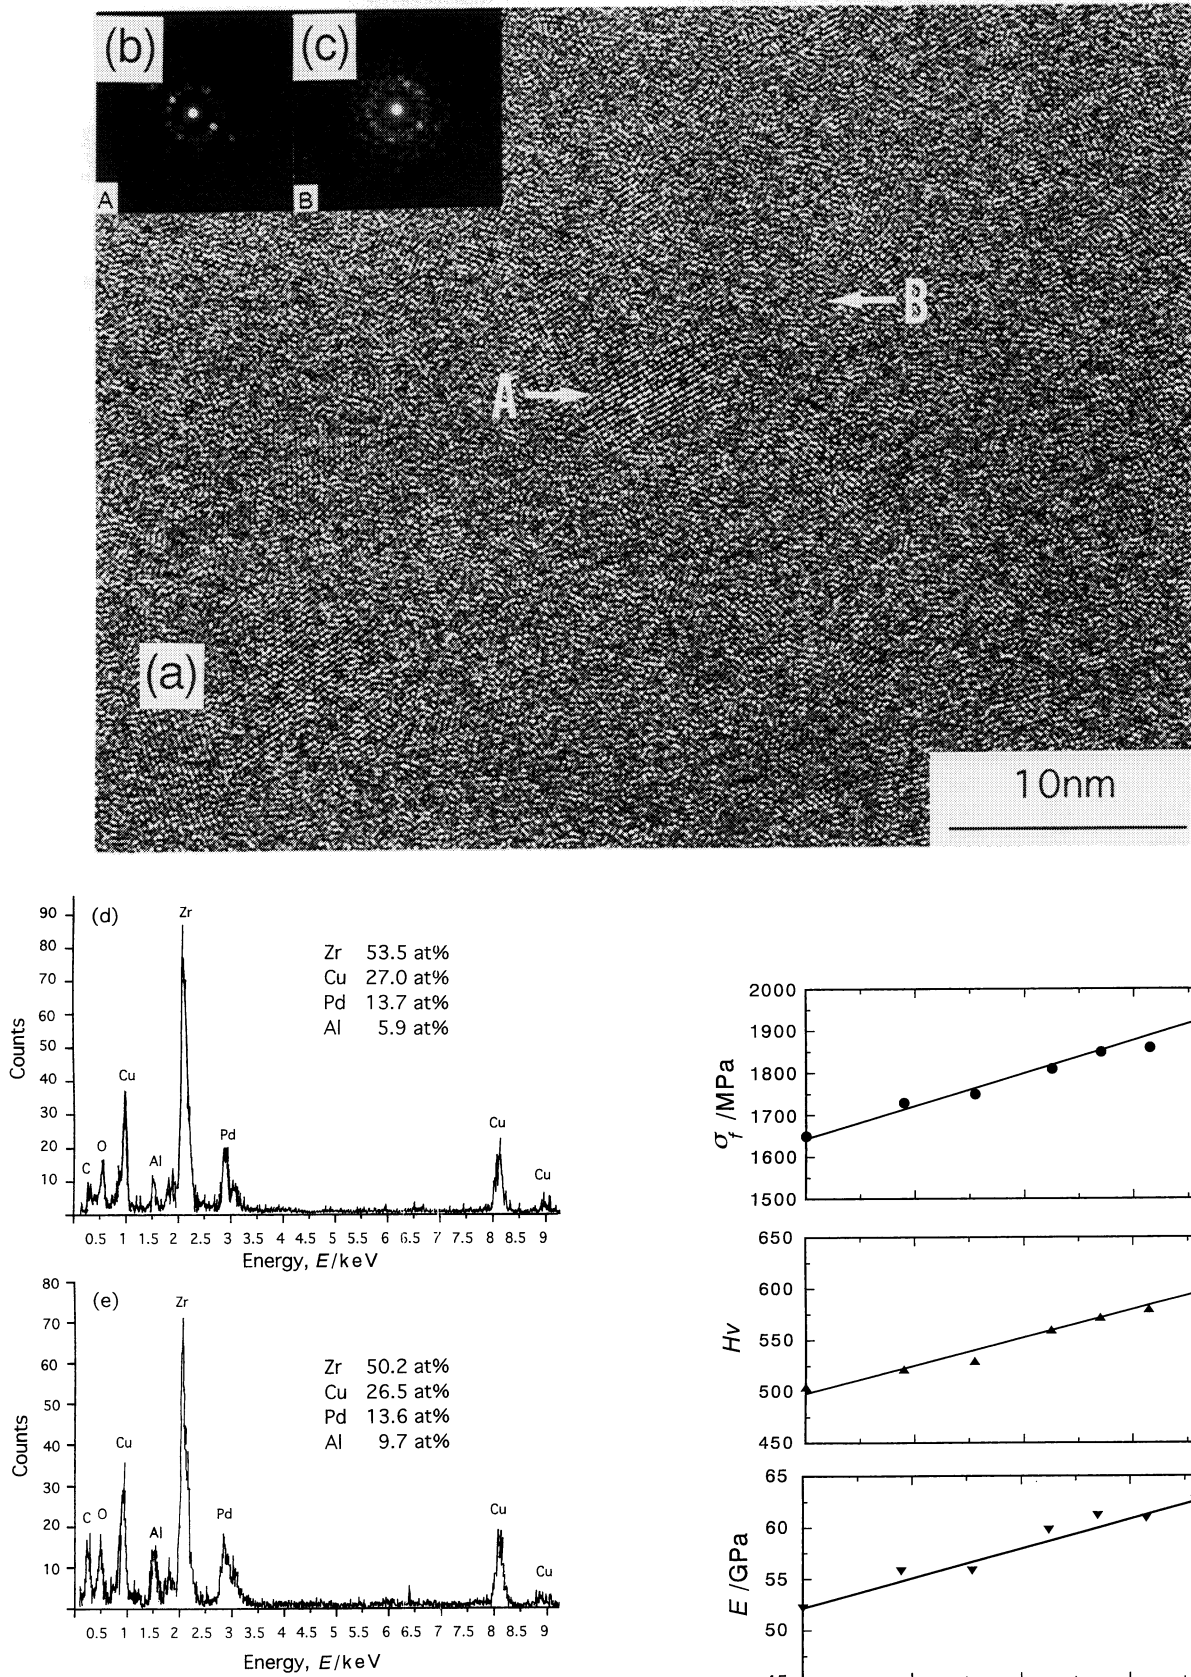 (b)
(c)
A
B
B
A
(a)
10nm
(d)
Zr
Zr 53.5 at%
Cu 27.0 at%
Pd 13.7 at%
Al 5.9 at%
Cu
C
O
Al
Pd
Cu
Cu
90
80
70
60
50
40
30
20
10
Counts
0.5 1 1.5 2 2.5 3 3.5 4 4.5 5 5.5 6 6.5 7 7.5 8 8.5 9
Energy, E/keV
(e)
Zr
Zr 50.2 at%
Cu 26.5 at%
Pd 13.6 at%
Al 9.7 at%
Cu
C
O
Al
Pd
Cu
Cu
80
70
60
50
40
30
20
10
Counts
0.5 1 1.5 2 2.5 3 3.5 4 4.5 5 5.5 6 6.5 7 7.5 8 8.5 9
Energy, E/keV
2000
1900
1800
1700
1600
1500
σf /MPa
650
600
550
500
450
Hv
65
60
55
50
E /GPa